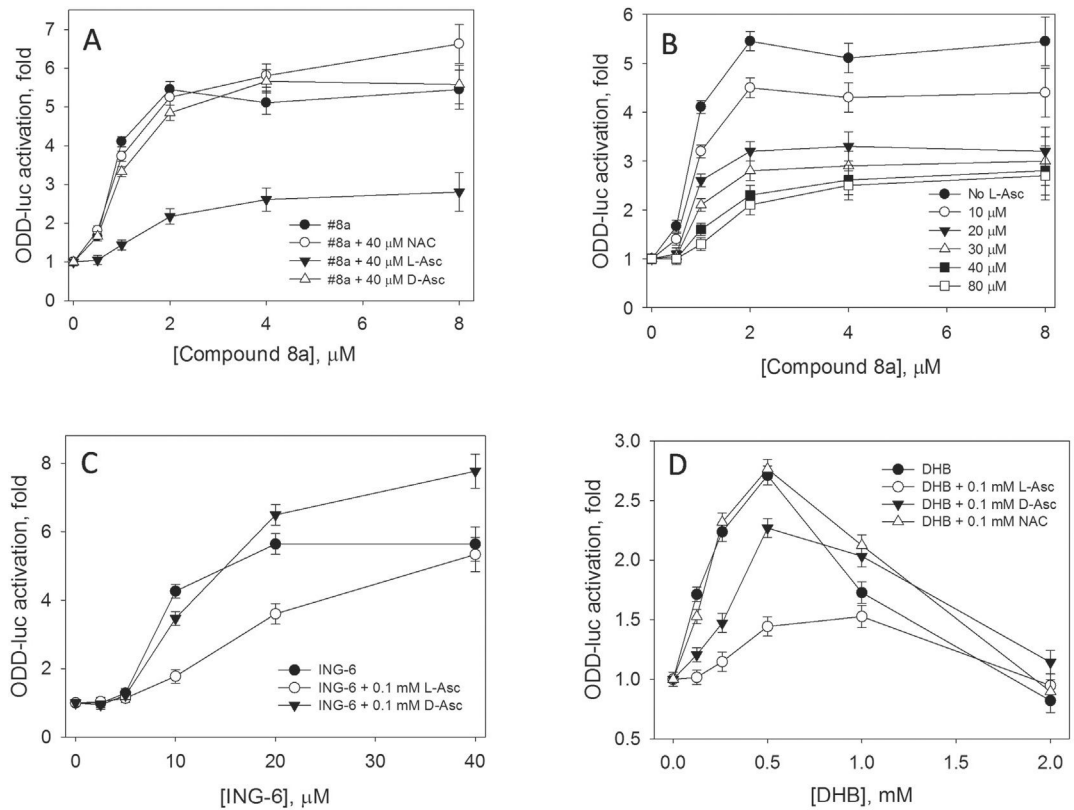 A
ODD-luc activation, fold
7
6
5
4
3
2
1
0
#8a
#8a + 40 μM NAC
#8a + 40 μM L-Asc
#8a + 40 μM D-Asc
0 2 4 6 8
[Compound 8a], μM
B
ODD-luc activation, fold
6
5
4
3
2
1
0
No L-Asc
10 μM
20 μM
30 μM
40 μM
80 μM
0 2 4 6 8
[Compound 8a], μM
C
ODD-luc activation, fold
8
6
4
2
0
ING-6
ING-6 + 0.1 mM L-Asc
ING-6 + 0.1 mM D-Asc
0 10 20 30 40
[ING-6], μM
D
ODD-luc activation, fold
3.0
2.5
2.0
1.5
1.0
0.5
DHB
DHB + 0.1 mM L-Asc
DHB + 0.1 mM D-Asc
DHB + 0.1 mM NAC
0.0 0.5 1.0 1.5 2.0
[DHB], mM